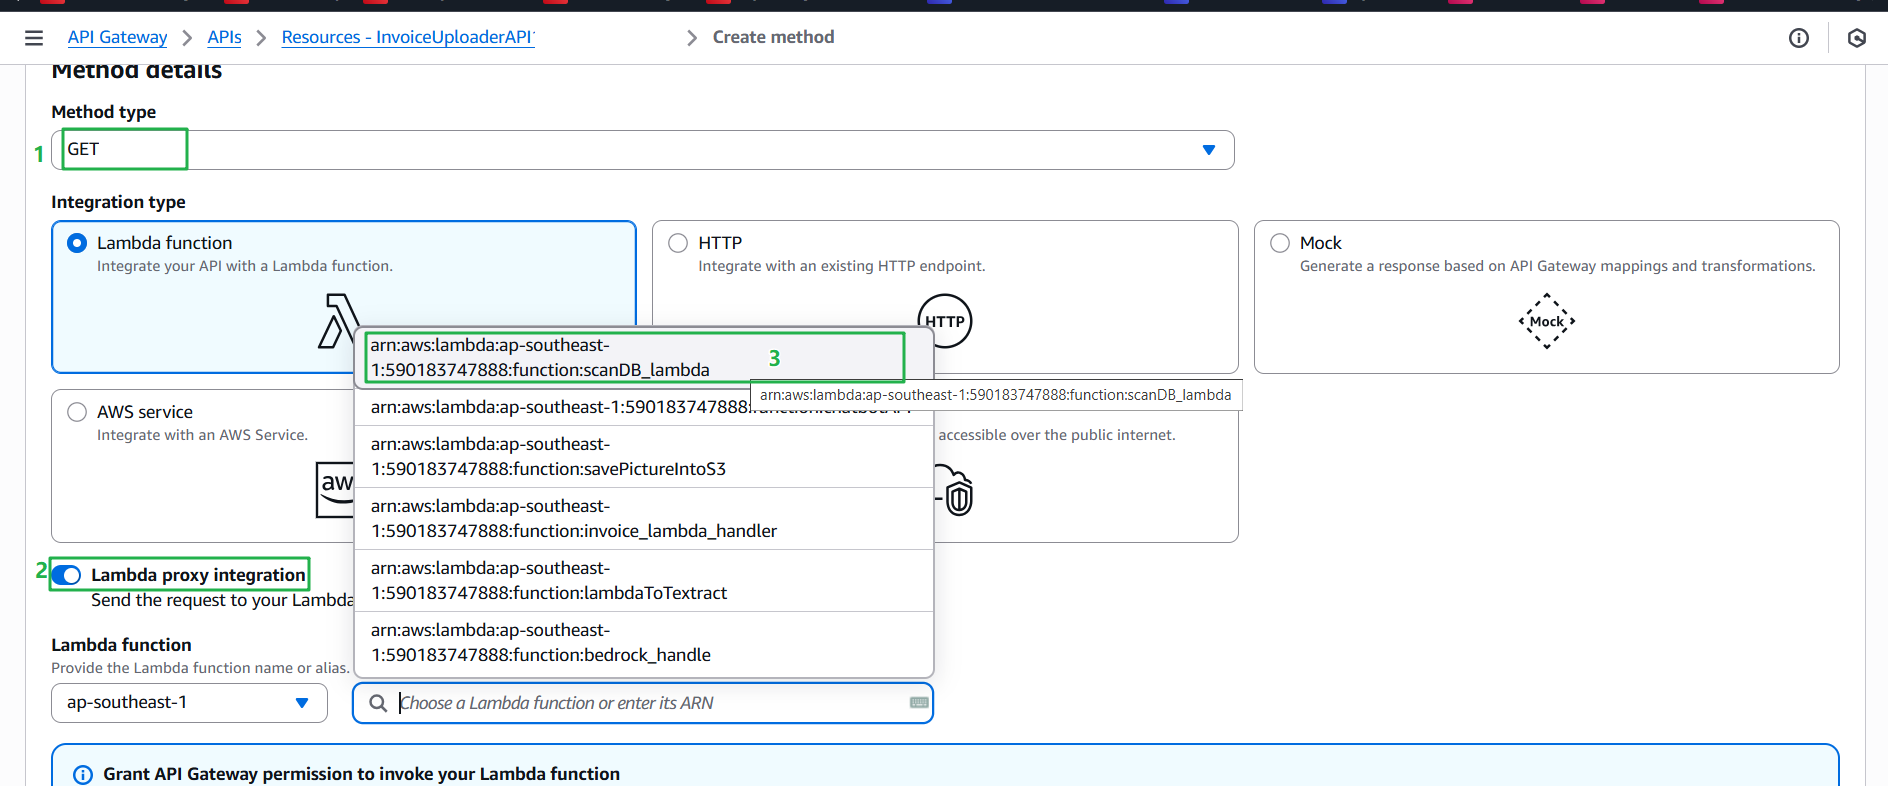 API Gateway
APIs
Resources - InvoiceUploaderAPI
Create method
Method details
Method type
1
GET
Integration type
Lambda function
Integrate your API with a Lambda function.
HTTP
Integrate with an existing HTTP endpoint.
HTTP
Mock
Generate a response based on API Gateway mappings and transformations.
Mock
arn:aws:lambda:ap-southeast-
1:590183747888:function:scanDB_lambda
3
arn:aws:lambda:ap-southeast-1:590183747888:function:scanDB_lambda
AWS service
Integrate with an AWS Service.
aw
accessible over the public internet.
arn:aws:lambda:ap-southeast-1:590183747888:function:chatbotAPI
arn:aws:lambda:ap-southeast-
1:590183747888:function:savePictureIntoS3
arn:aws:lambda:ap-southeast-
1:590183747888:function:invoice_lambda_handler
arn:aws:lambda:ap-southeast-
1:590183747888:function:lambdaToTextract
arn:aws:lambda:ap-southeast-
1:590183747888:function:bedrock_handle
2
Lambda proxy integration
Send the request to your Lambda
Lambda function
Provide the Lambda function name or alias.
ap-southeast-1
Choose a Lambda function or enter its ARN
Grant API Gateway permission to invoke your Lambda function